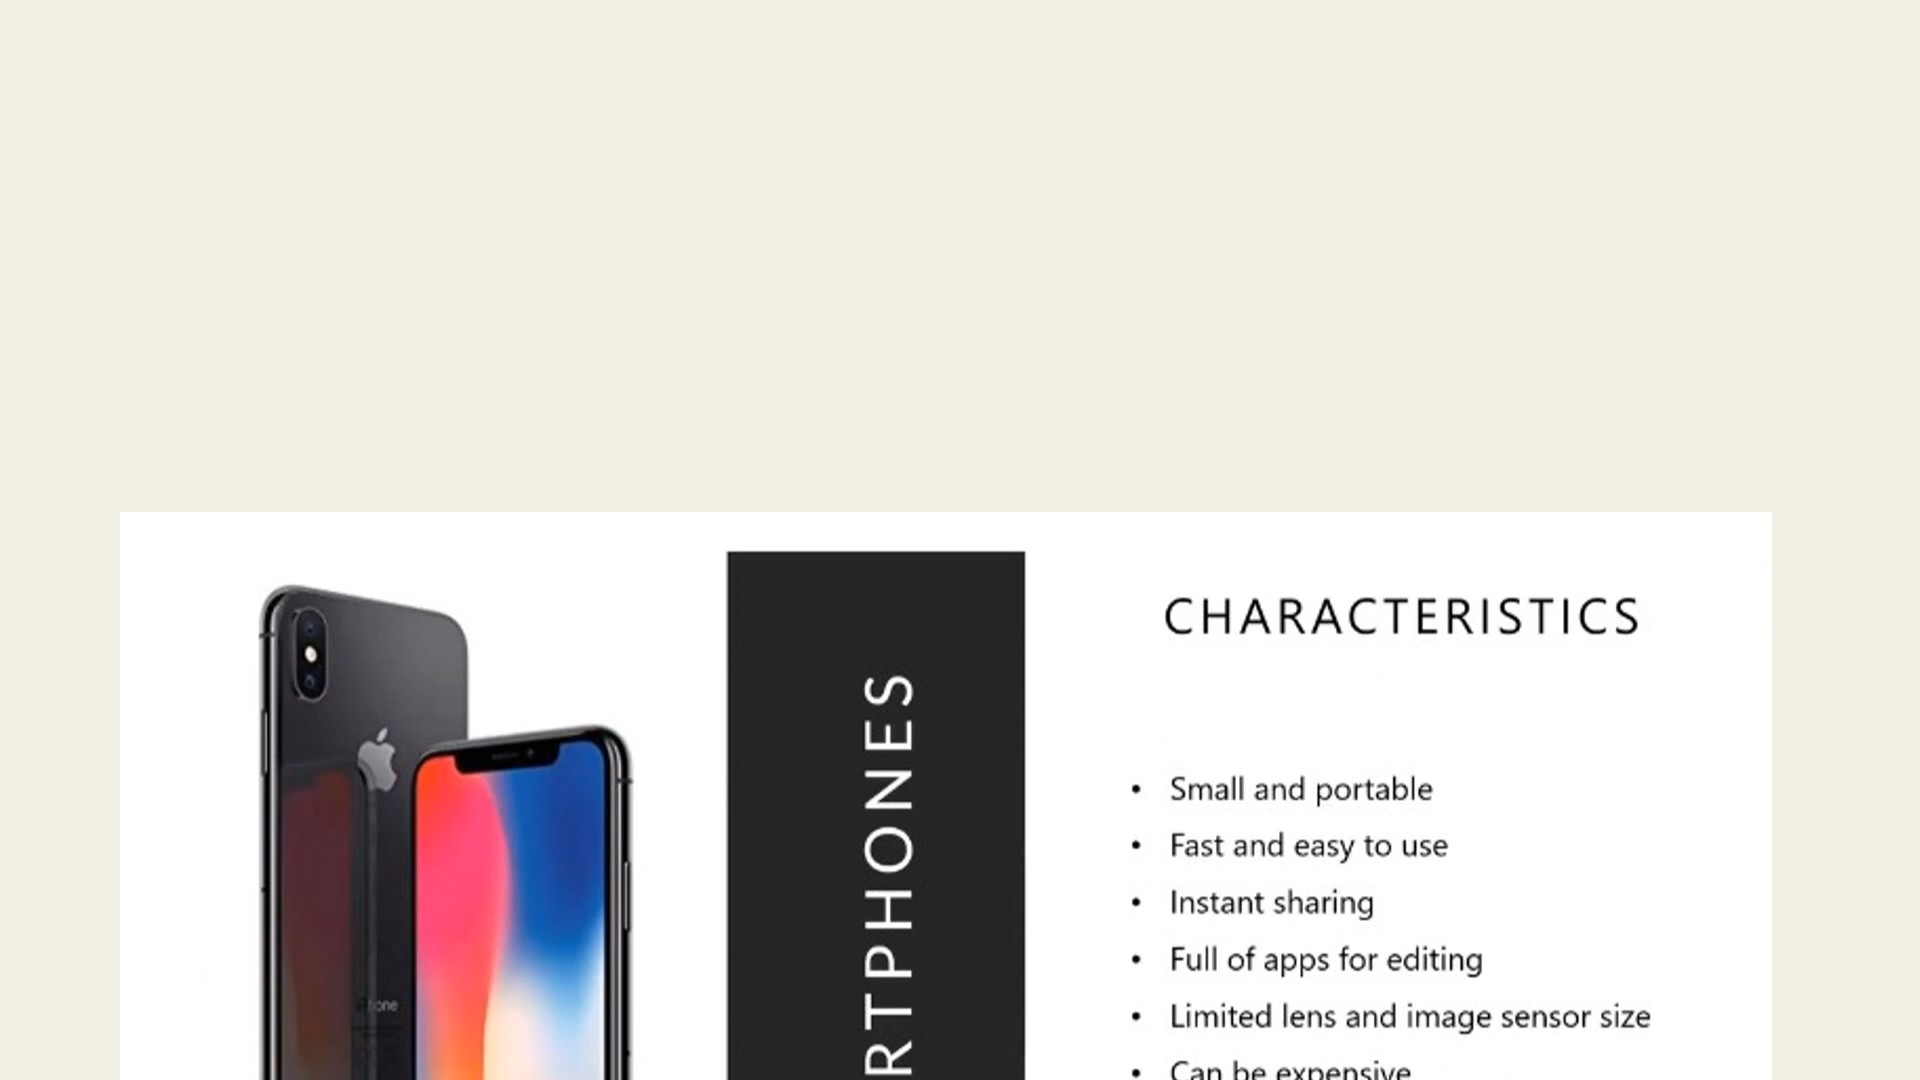 CHARACTERISTICS
RTPHONES
• Small and portable
• Fast and easy to use
• Instant sharing
• Full of apps for editing
• Limited lens and image sensor size
• Can be expensive